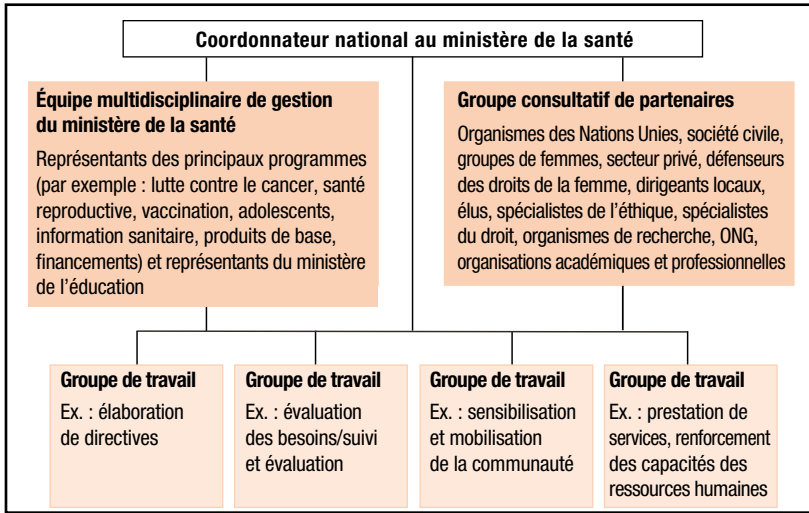 Coordonnateur national au ministère de la santé
Équipe multidisciplinaire de gestion
du ministère de la santé
Représentants des principaux programmes
(par exemple : lutte contre le cancer, santé
reproductive, vaccination, adolescents,
information sanitaire, produits de base,
financements) et représentants du ministère
de l'éducation
Groupe consultatif de partenaires
Organismes des Nations Unies, société civile,
groupes de femmes, secteur privé, défenseurs
des droits de la femme, dirigeants locaux,
élus, spécialistes de l'éthique, spécialistes
du droit, organismes de recherche, ONG,
organisations académiques et professionnelles
Groupe de travail
Ex. : élaboration
de directives
Groupe de travail
Ex. : évaluation
des besoins/suivi
et évaluation
Groupe de travail
Ex. : sensibilisation
et mobilisation
de la communauté
Groupe de travail
Ex. : prestation de
services, renforcement
des capacités des
ressources humaines